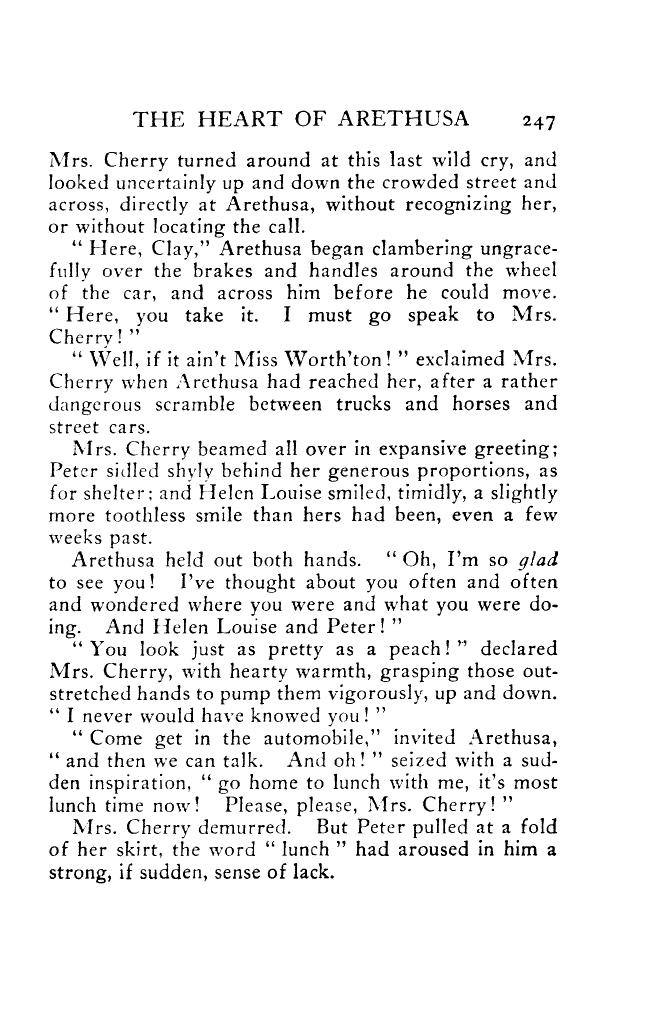 THE HEART OF ARETHUSA 247
Mrs. Cherry turned around at this last wild cry, and
looked uncertainly up and down the crowded street and
across, directly at Arethusa, without recognizing her,
or without locating the call.
“ Here, Clay,” Arethusa began clambering ungrace-
fully over the brakes and handles around the wheel
of the car, and across him before he could move.
“ Here, you take it. I must go speak to Mrs.
Cherry! ”
“ Well, if it ain't Miss Worth'ton! ” exclaimed Mrs.
Cherry when Arethusa had reached her, after a rather
dangerous scramble between trucks and horses and
street cars.
Mrs. Cherry beamed all over in expansive greeting;
Peter sidled shyly behind her generous proportions, as
for shelter; and Helen Louise smiled, timidly, a slightly
more toothless smile than hers had been, even a few
weeks past.
Arethusa held out both hands. “ Oh, I'm so glad
to see you! I've thought about you often and often
and wondered where you were and what you were do-
ing. And Helen Louise and Peter! ”
“ You look just as pretty as a peach! ” declared
Mrs. Cherry, with hearty warmth, grasping those out-
stretched hands to pump them vigorously, up and down.
“ I never would have knowed you! ”
“ Come get in the automobile,” invited Arethusa,
“ and then we can talk. And oh! ” seized with a sud-
den inspiration, “ go home to lunch with me, it's most
lunch time now! Please, please, Mrs. Cherry! ”
Mrs. Cherry demurred. But Peter pulled at a fold
of her skirt, the word “ lunch ” had aroused in him a
strong, if sudden, sense of lack.